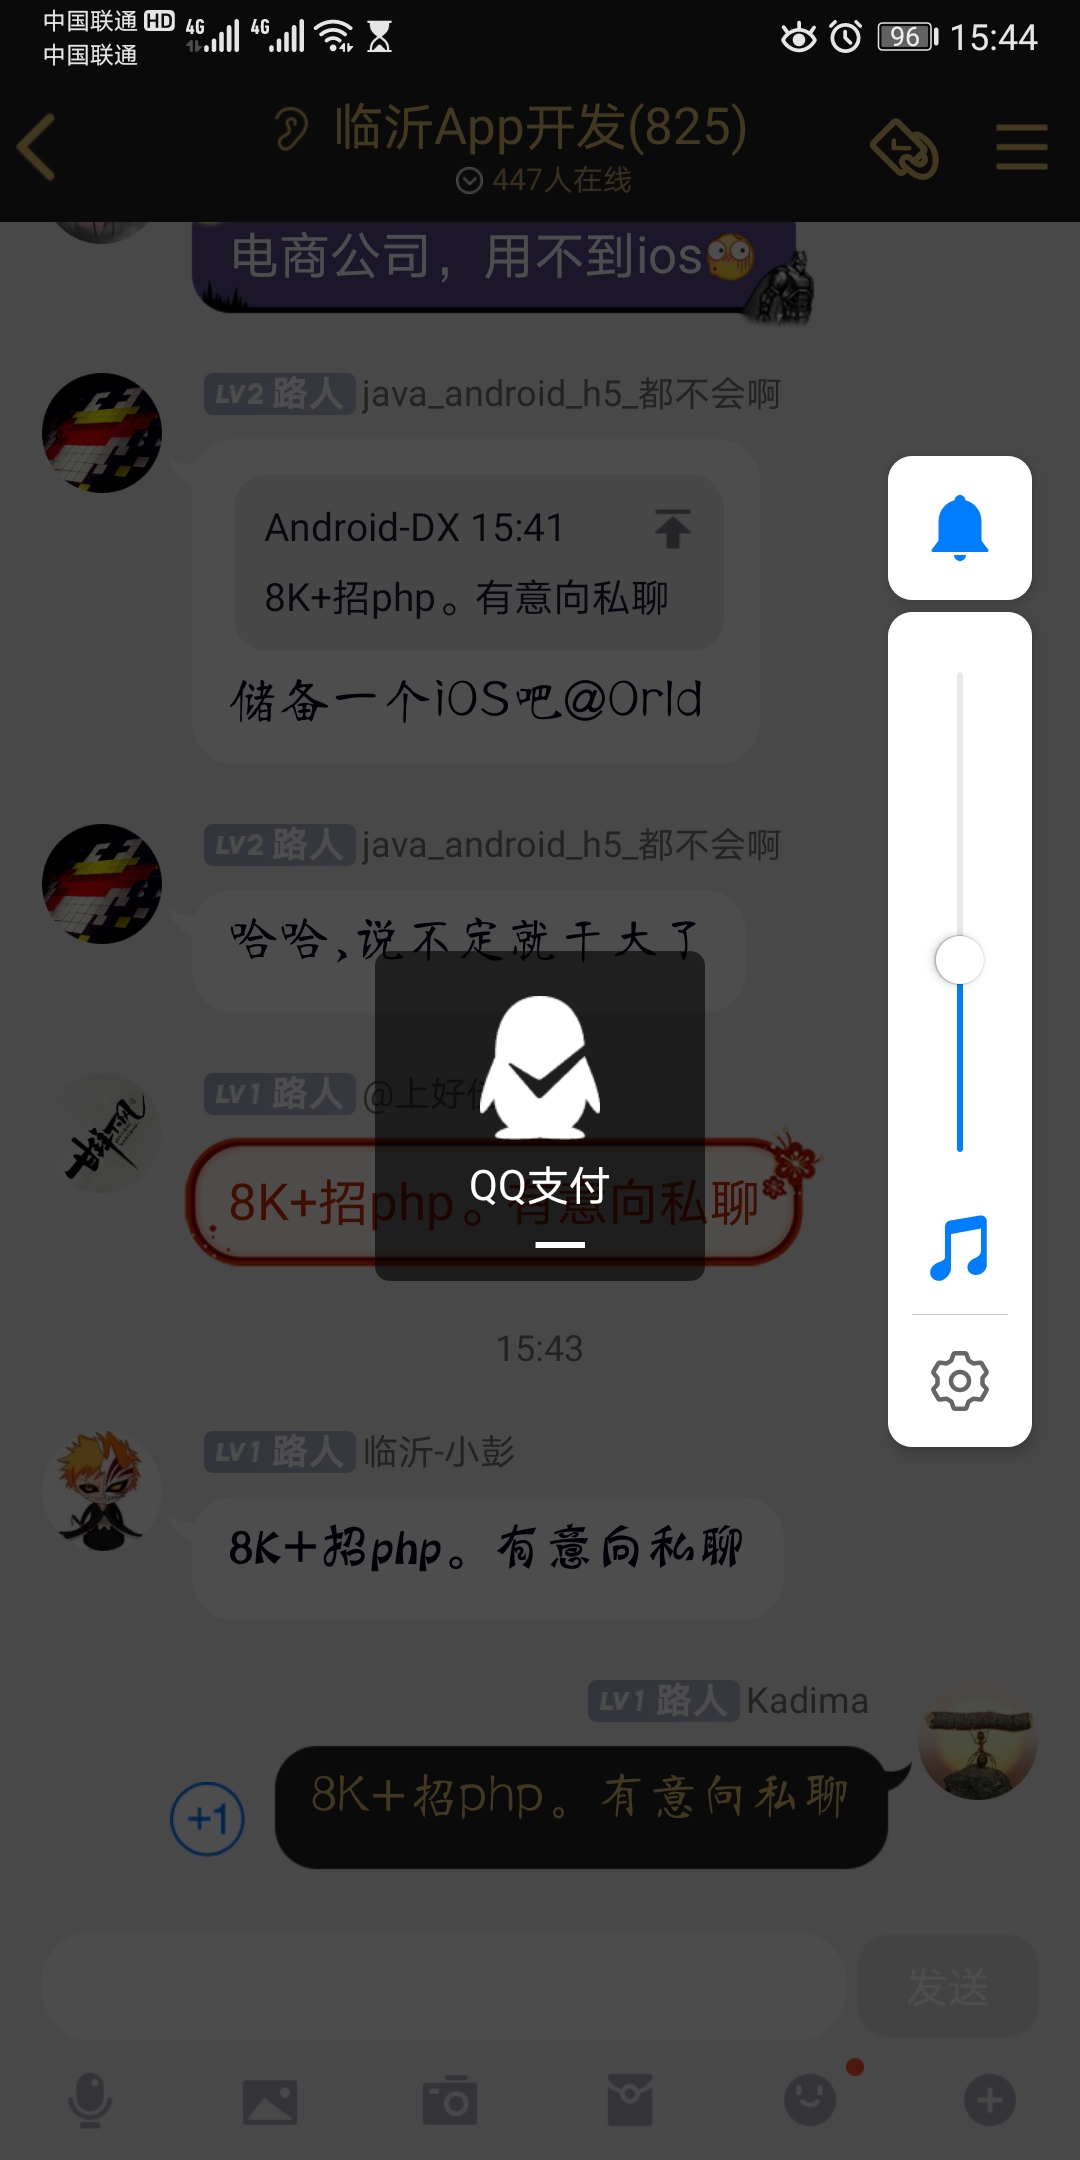 中国联通 HD 4G 4G 96 15:44
中国联通
临沂App开发(825)
447人在线
电商公司，用不到ios
LV2 路人 java_android_h5_都不会啊
Android-DX 15:41
8K+招php。有意向私聊
储备一个iOS吧@Orld
LV2 路人 java_android_h5_都不会啊
哈哈,说不定就干大了
LV1 路人 @上好
8K+招php。有意向私聊
QQ支付
15:43
LV1 路人 临沂-小彭
8K+招php。有意向私聊
LV1 路人 Kadima
+1 8K+招php。有意向私聊
发送